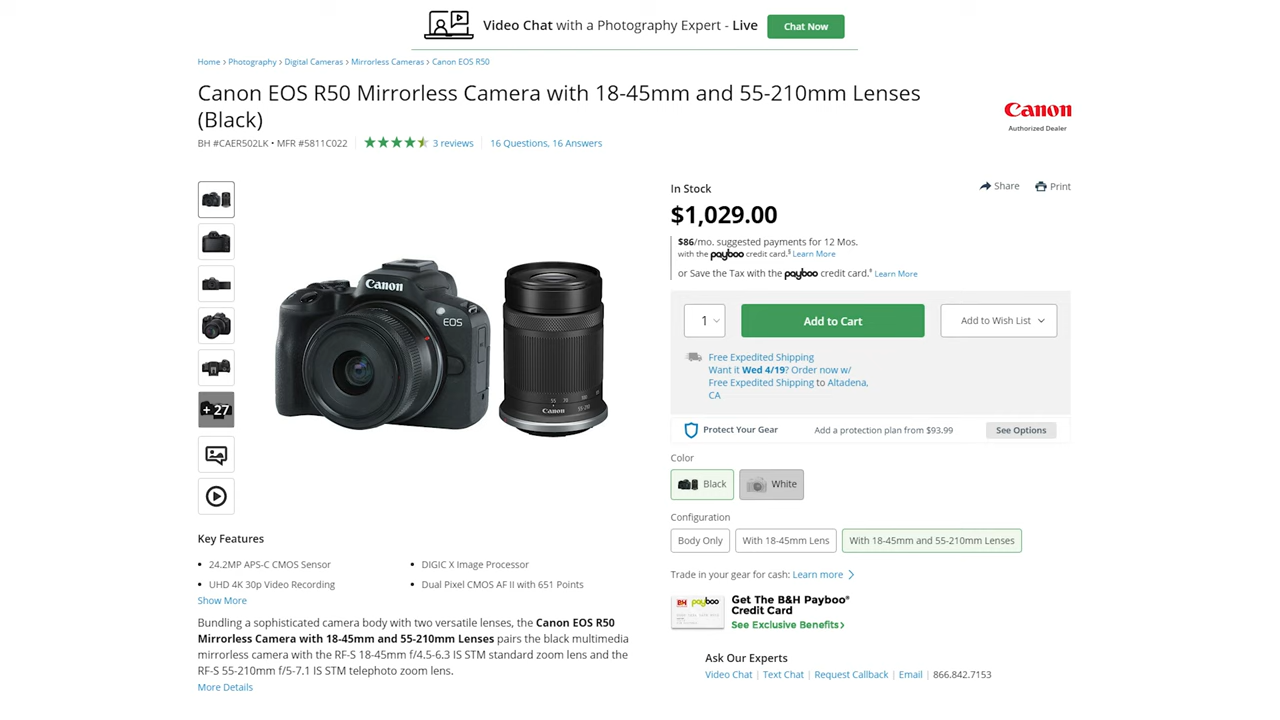 Video Chat with a Photography Expert - Live
Chat Now
Home › Photography › Digital Cameras › Mirrorless Cameras › Canon EOS R50
Canon EOS R50 Mirrorless Camera with 18-45mm and 55-210mm Lenses
(Black)
BH #CAER502LK • MFR #5811C022
3 reviews
16 Questions, 16 Answers
Canon
Authorized Dealer
In Stock
Share
Print
$1,029.00
$86/mo. suggested payments for 12 Mos.
with the payboo credit card.§ Learn More
or Save the Tax with the payboo credit card.‡ Learn More
1
Add to Cart
Add to Wish List
Free Expedited Shipping
Want it Wed 4/19? Order now w/
Free Expedited Shipping to Altadena,
CA
Protect Your Gear
Add a protection plan from $93.99
See Options
Color
Black
White
Configuration
Body Only
With 18-45mm Lens
With 18-45mm and 55-210mm Lenses
Trade in your gear for cash: Learn more
BH payboo
Get The B&H Payboo®
Credit Card
See Exclusive Benefits
Ask Our Experts
Video Chat | Text Chat | Request Callback | Email | 866.842.7153
Canon
EOS
Canon
55-210
+ 27
Key Features
• 24.2MP APS-C CMOS Sensor
• DIGIC X Image Processor
• UHD 4K 30p Video Recording
• Dual Pixel CMOS AF II with 651 Points
Show More
Bundling a sophisticated camera body with two versatile lenses, the Canon EOS R50
Mirrorless Camera with 18-45mm and 55-210mm Lenses pairs the black multimedia
mirrorless camera with the RF-S 18-45mm f/4.5-6.3 IS STM standard zoom lens and the
RF-S 55-210mm f/5-7.1 IS STM telephoto zoom lens.
More Details